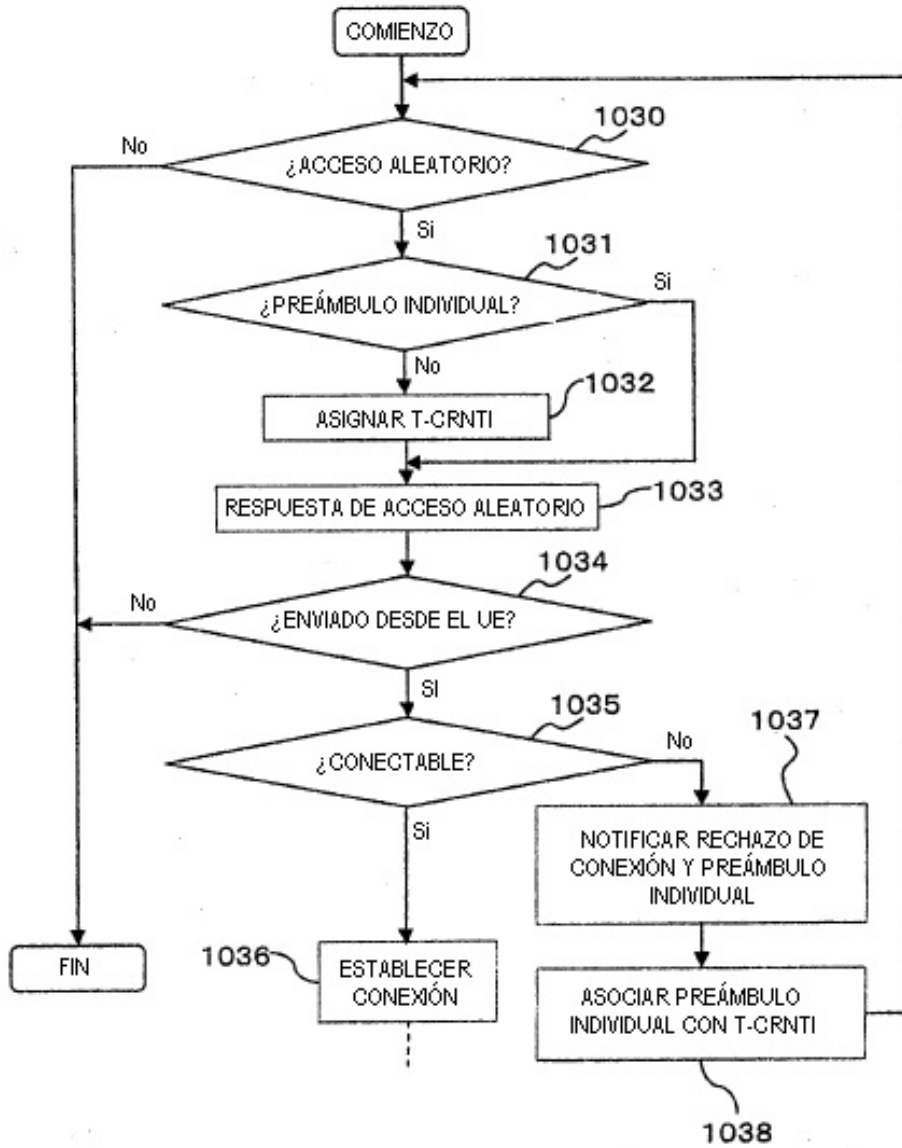 COMIENZO
1030
No
¿ACCESO ALEATORIO?
Si
1031
Si
¿PREÁMBULO INDIVIDUAL?
No
1032
ASIGNAR T-CRNTI
1033
RESPUESTA DE ACCESO ALEATORIO
1034
No
¿ENVIADO DESDE EL UE?
SI
1035
No
1037
¿CONECTABLE?
Si
NOTIFICAR RECHAZO DE
CONEXIÓN Y PREÁMBULO
INDIVIDUAL
FIN
1036
ESTABLECER
CONEXIÓN
ASOCIAR PREÁMBULO
INDIVIDUAL CON T-CRNTI
1038